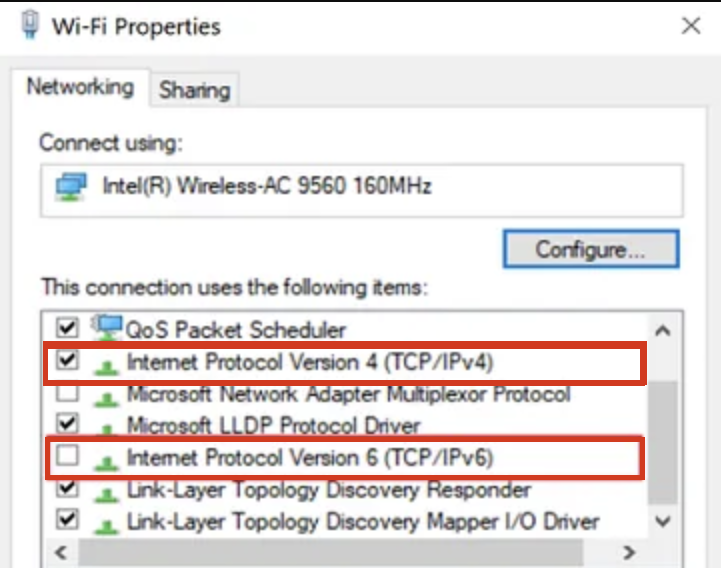 Wi-Fi Properties
Networking
Sharing
Connect using:
Intel(R) Wireless-AC 9560 160MHz
Configure...
This connection uses the following items:
QoS Packet Scheduler
Internet Protocol Version 4 (TCP/IPv4)
Microsoft Network Adapter Multiplexor Protocol
Microsoft LLDP Protocol Driver
Internet Protocol Version 6 (TCP/IPv6)
Link-Layer Topology Discovery Responder
Link-Layer Topology Discovery Mapper I/O Driver